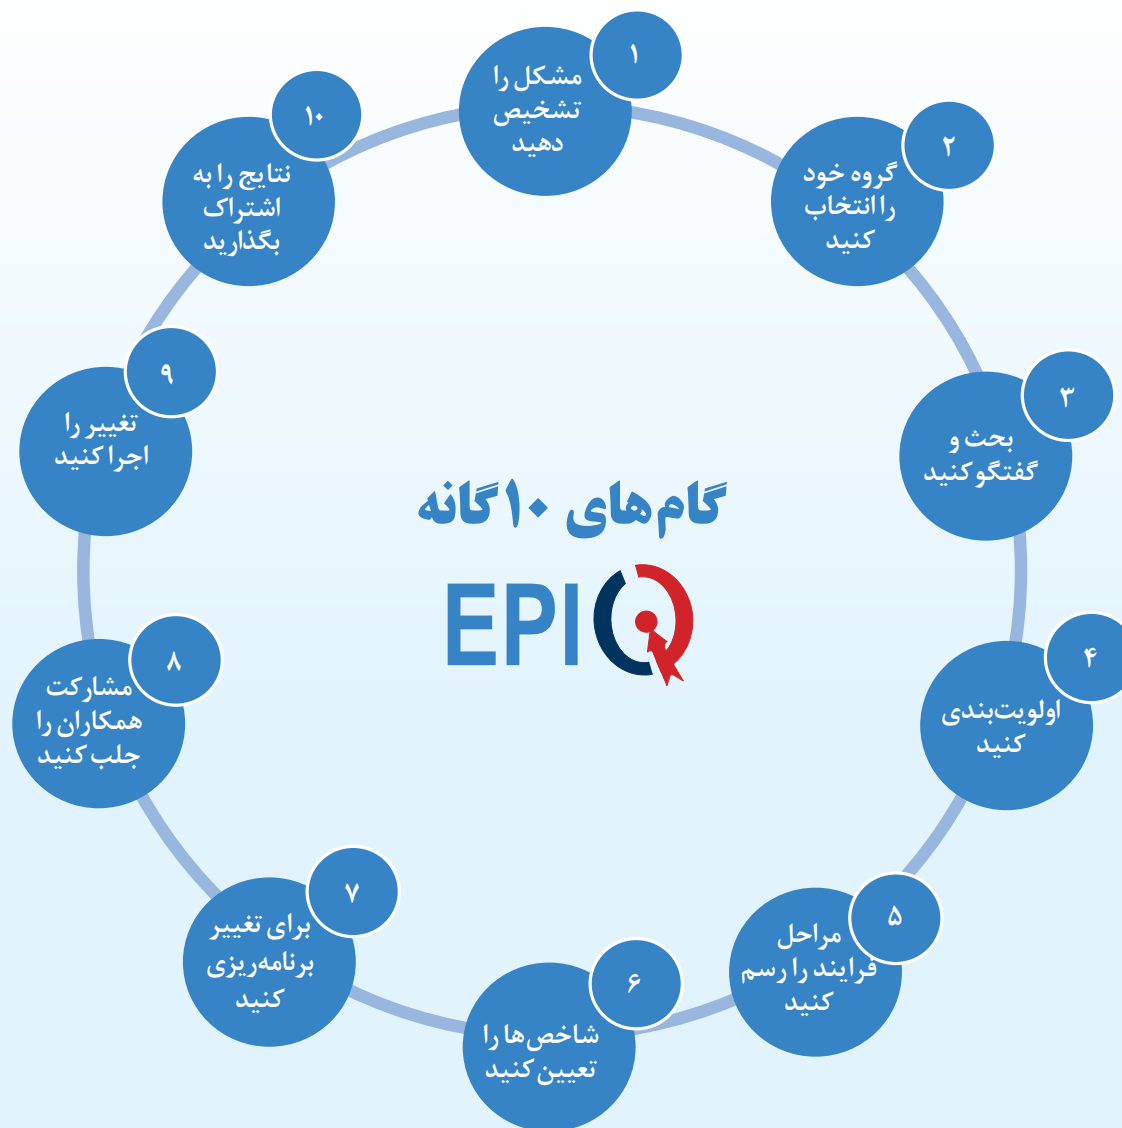 گام‌های ۱۰گانه
EPIQ
۱
مشکل را
تشخیص
دهید
۲
گروه خود
را انتخاب
کنید
۳
بحث و
گفتگو کنید
۴
اولویت‌بندی
کنید
۵
مراحل
فرایند را رسم
کنید
۶
شاخص‌ها را
تعیین کنید
۷
برای تغییر
برنامه‌ریزی
کنید
۸
مشارکت
همکاران را
جلب کنید
۹
تغییر را
اجرا کنید
۱۰
نتایج را به
اشتراک
بگذارید